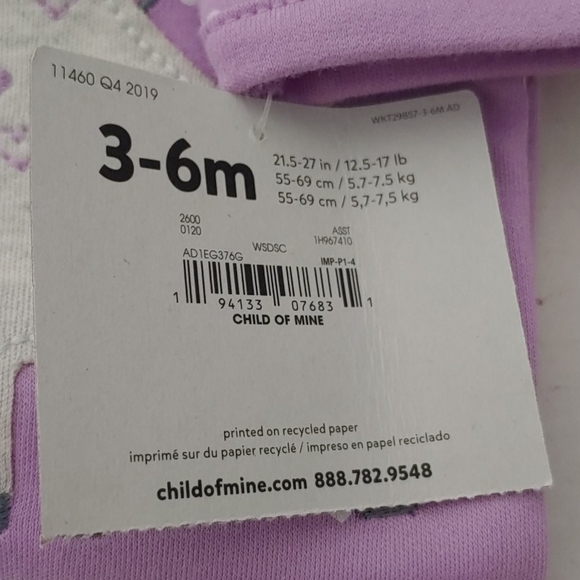 11460 Q4 2019
WKT29857-3-6M-AD
3-6m
21.5-27 in / 12.5-17 lb
55-69 cm / 5.7-7.5 kg
55-69 cm / 5,7-7,5 kg
2600
0120
ASST
1H967410
WSDSC
AD1EG376G
IMP-P1-4
1 94133 07683 1
CHILD OF MINE
printed on recycled paper
imprimé sur du papier recyclé / impreso en papel reciclado
childofmine.com 888.782.9548